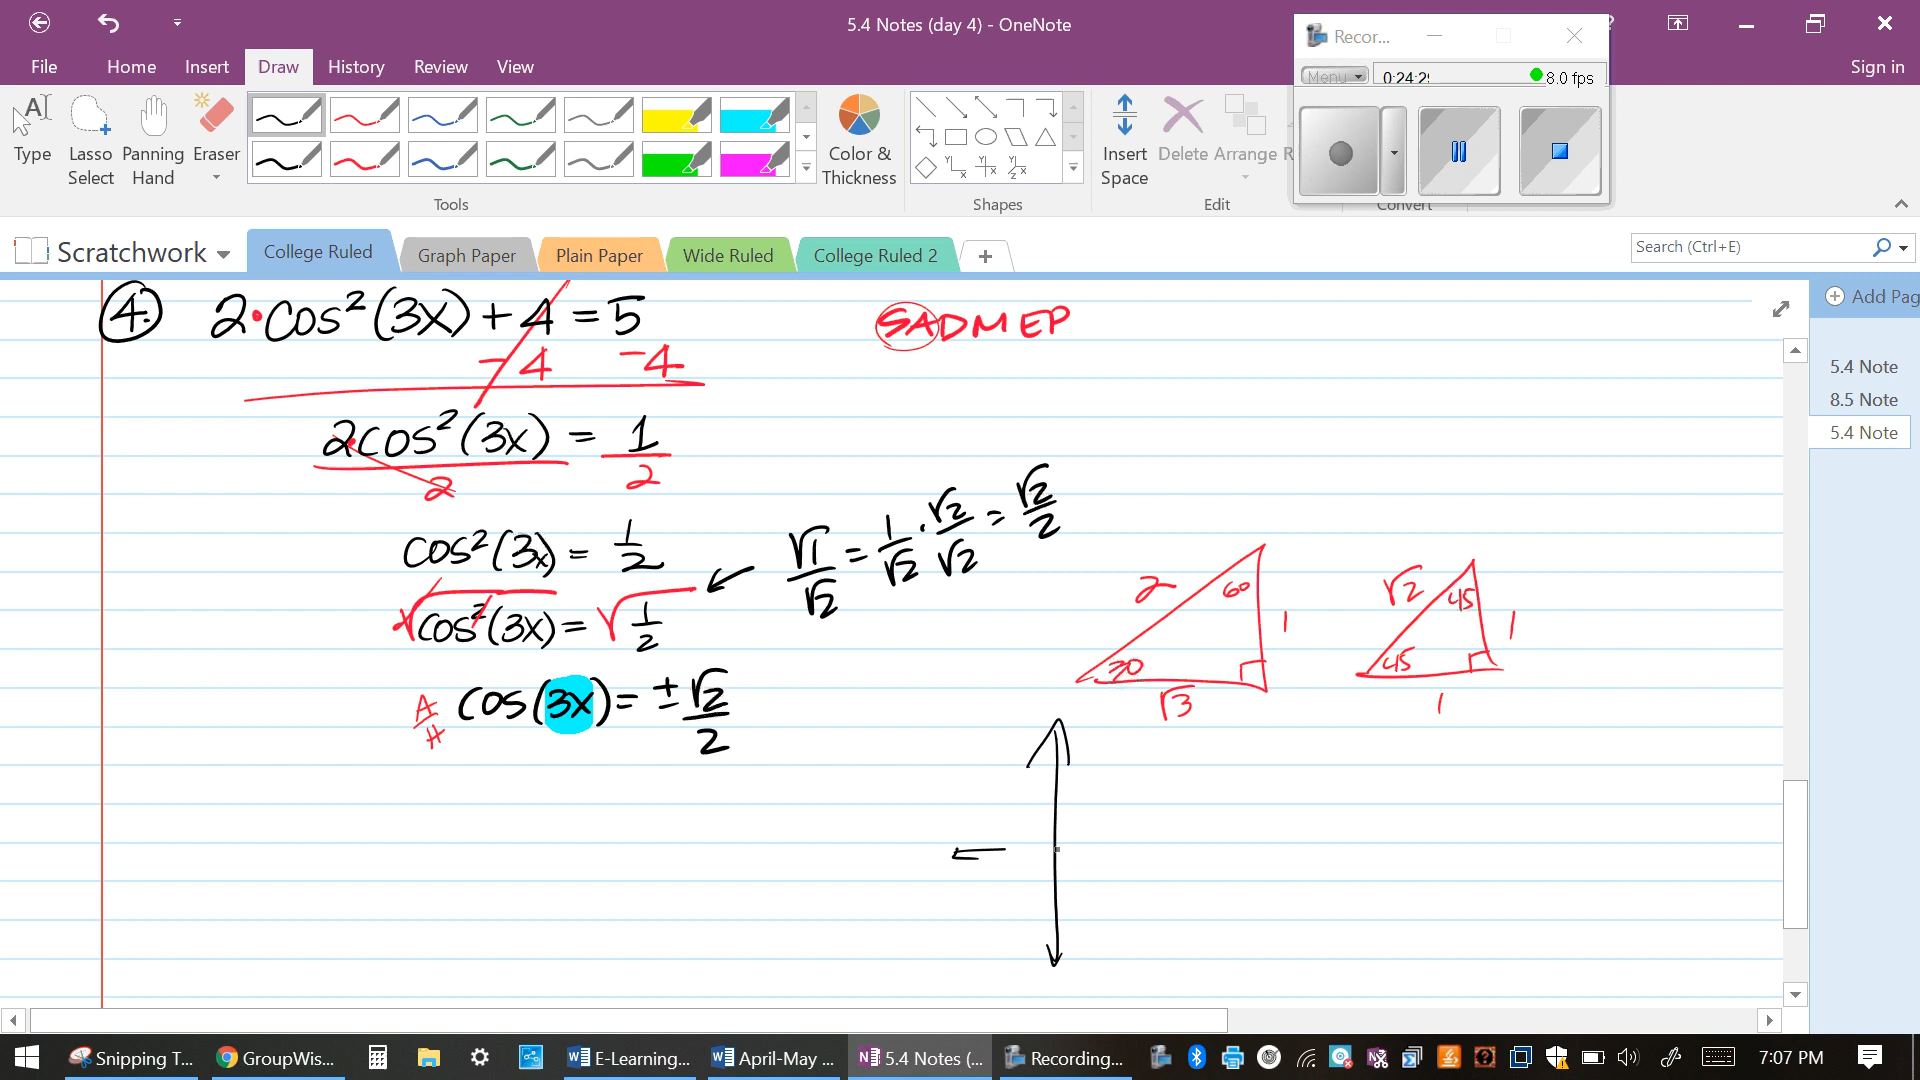 5.4 Notes (day 4) - OneNote
Recor...
File Home Insert Draw History Review View
Sign in
Menu 0:24:29 8.0 fps
Type Lasso Select Panning Hand Eraser
Color & Thickness
Insert Space Delete Arrange R
Tools Shapes Edit Convert
Scratchwork College Ruled Graph Paper Plain Paper Wide Ruled College Ruled 2 +
Search (Ctrl+E)
Add Pag
5.4 Note
8.5 Note
5.4 Note
4. 2·cos²(3x)+4=5
SADMEP
-4 -4
2·cos²(3x) = 1
2 2
cos²(3x) = 1/2
√1/√2 = 1/√2 · √2/√2 = √2/2
√cos²(3x) = √1/2
A/H cos(3x) = ±√2/2
2 60 1 30 √3
√2 45 1 45 1
Snipping T...
GroupWis...
E-Learning...
April-May ...
5.4 Notes (...
Recording...
7:07 PM